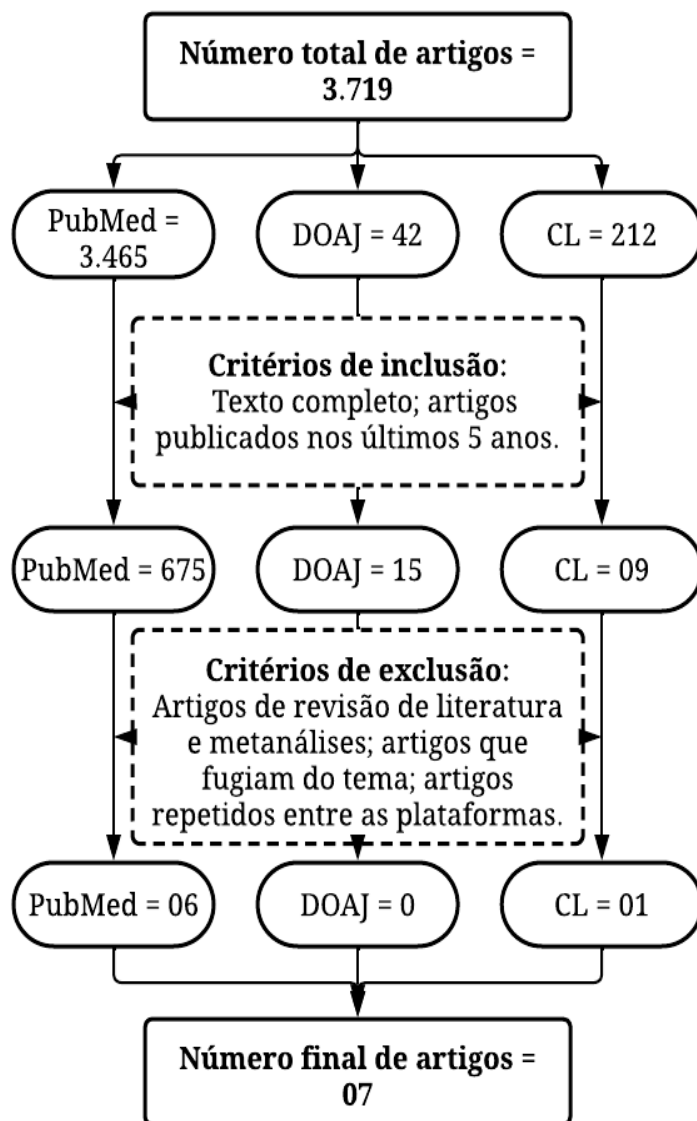 Número total de artigos =
3.719
PubMed =
3.465
DOAJ = 42
CL = 212
Critérios de inclusão:
Texto completo; artigos
publicados nos últimos 5 anos.
PubMed = 675
DOAJ = 15
CL = 09
Critérios de exclusão:
Artigos de revisão de literatura
e metanálises; artigos que
fugiam do tema; artigos
repetidos entre as plataformas.
PubMed = 06
DOAJ = 0
CL = 01
Número final de artigos =
07